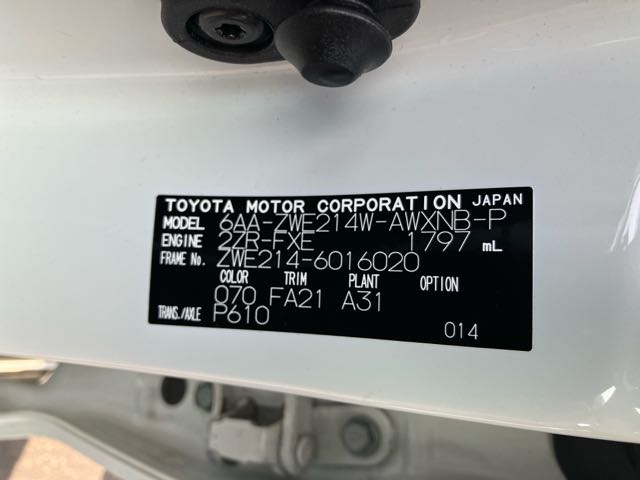 TOYOTA MOTOR CORPORATION JAPAN
MODEL 6AA-ZWE214W-AWXNB-P
ENGINE 2ZR-FXE 1797 mL
FRAME No. ZWE214-6016020
COLOR TRIM PLANT OPTION
070 FA21 A31
TRANS./AXLE P610
014